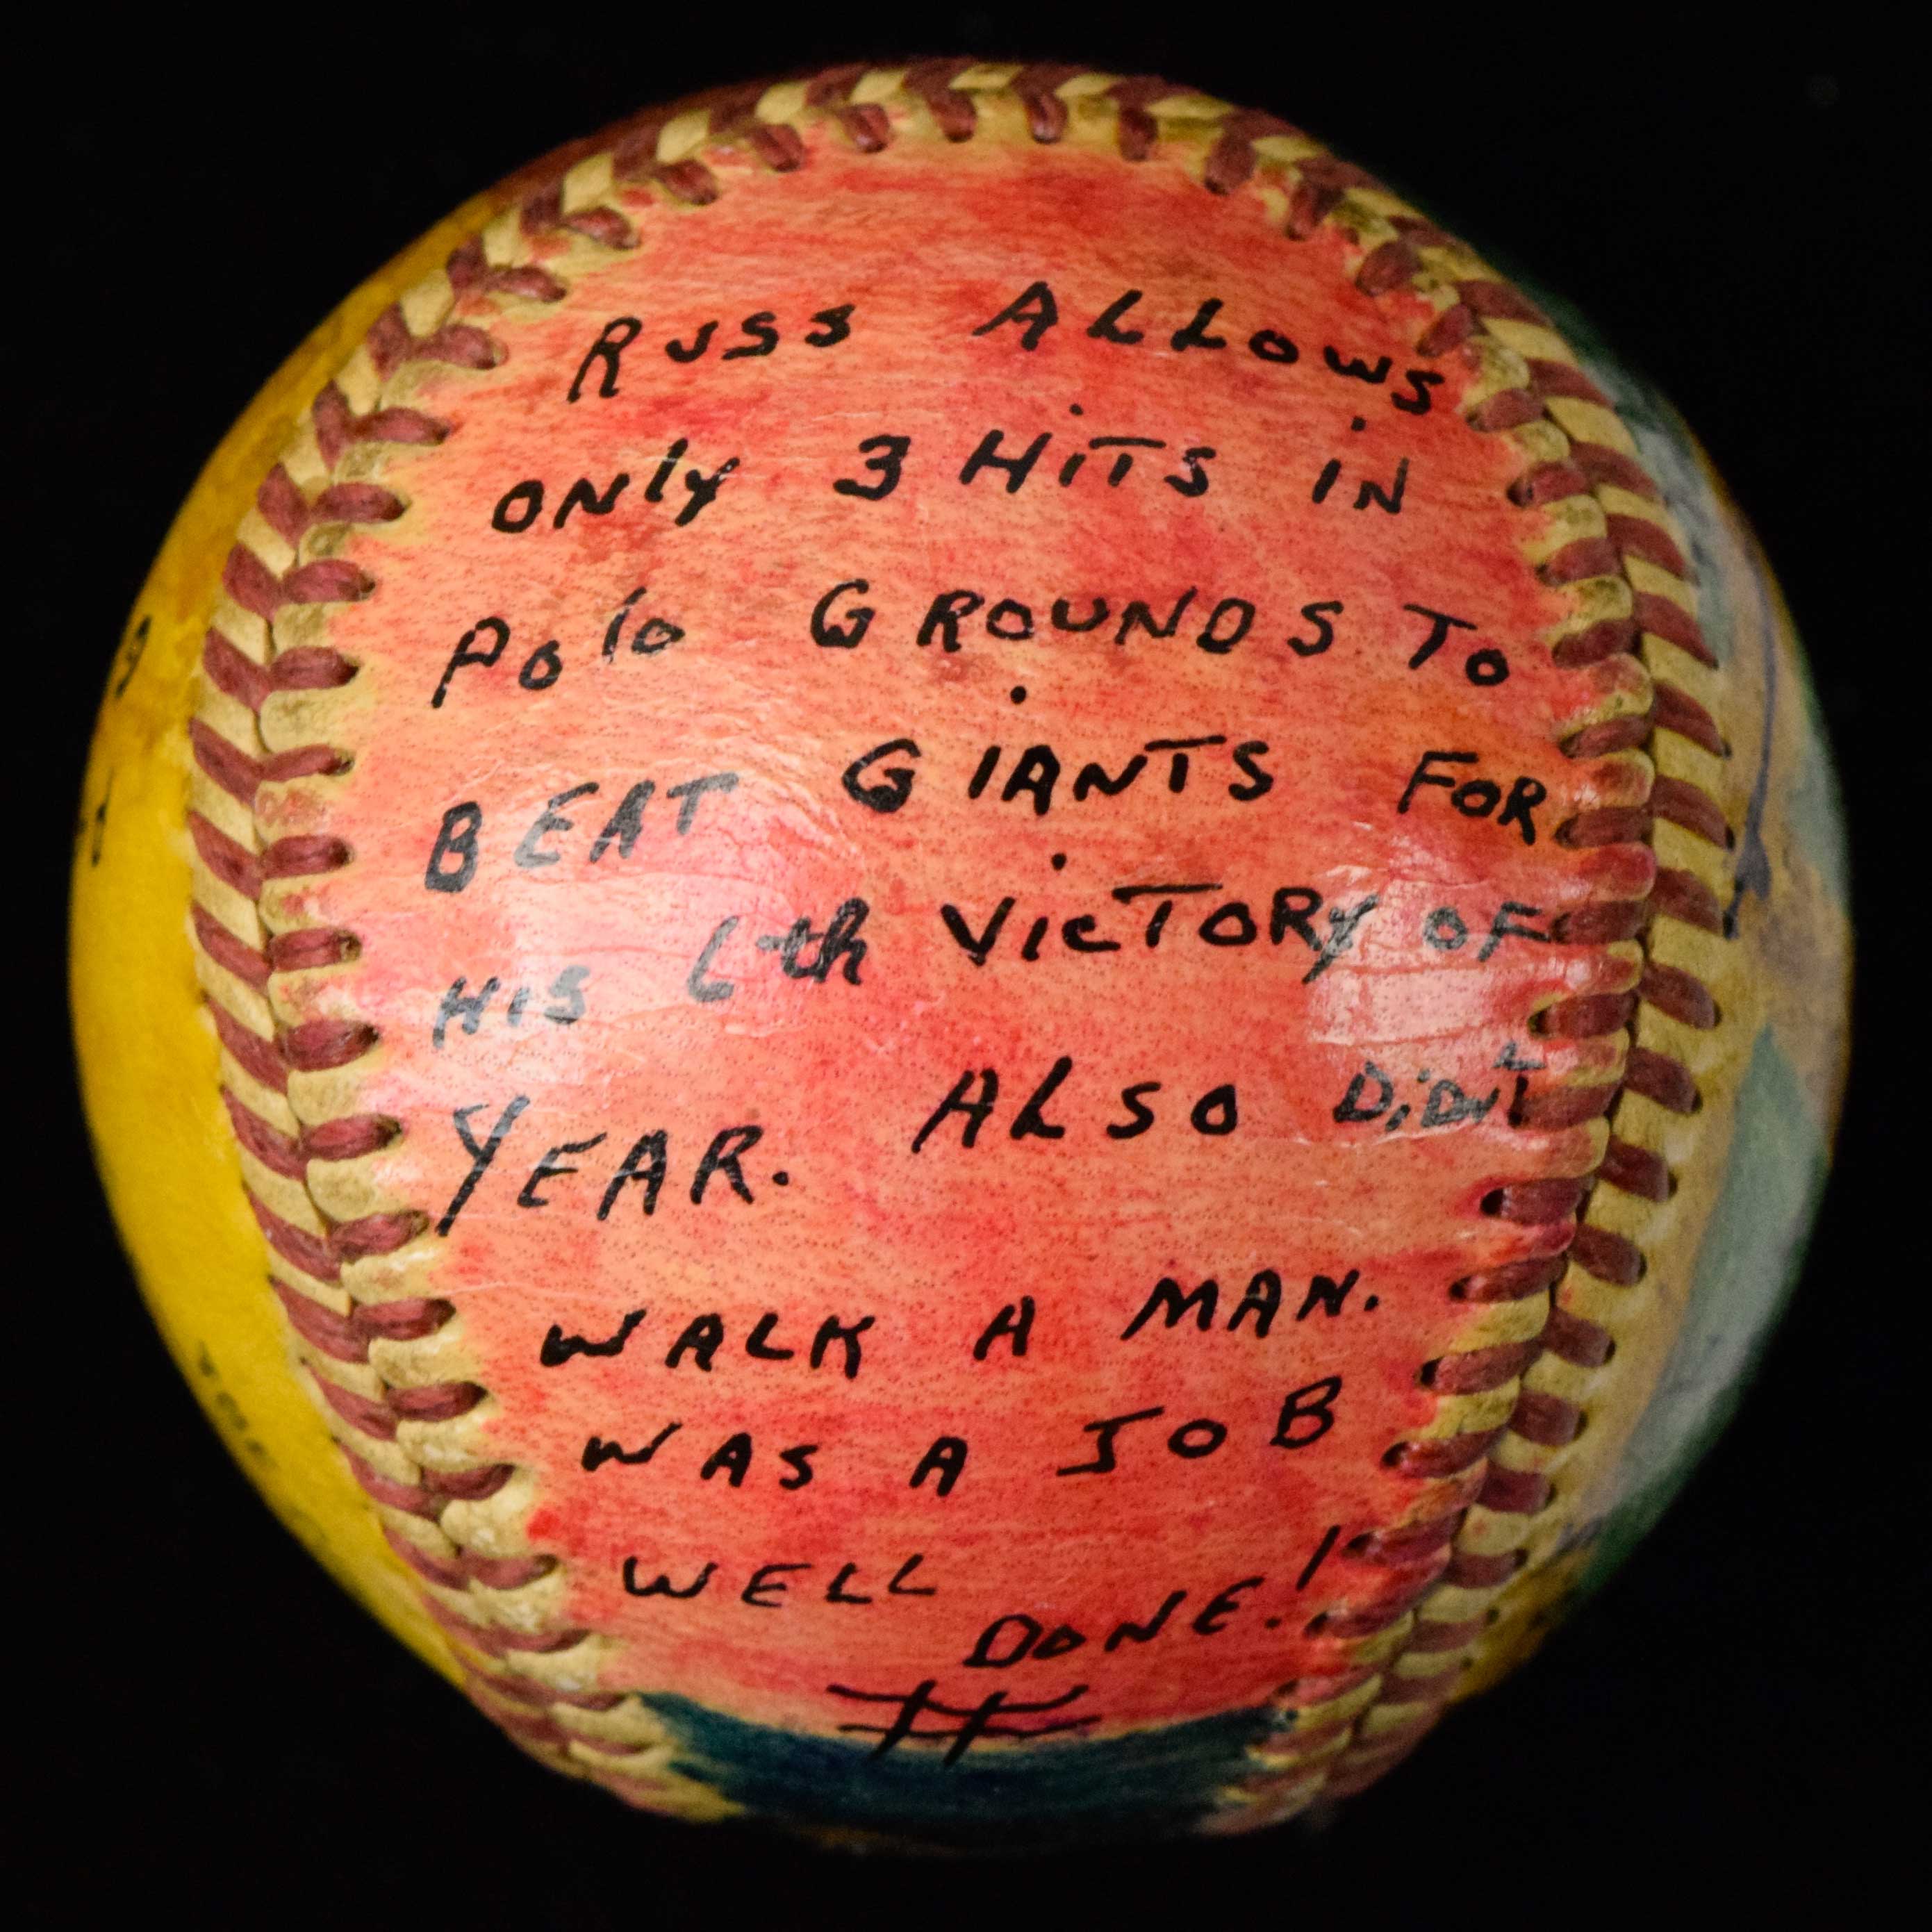 RUSS ALLOWS
ONly 3 HiTS iN
Polo GROUNDS To
BEAT GIANTS FOR
HIS 6th VicTORy OF
YEAR. ALSO DiDN'T
WALK A MAN.
WAS A JOB
WELL
DONE.!
#